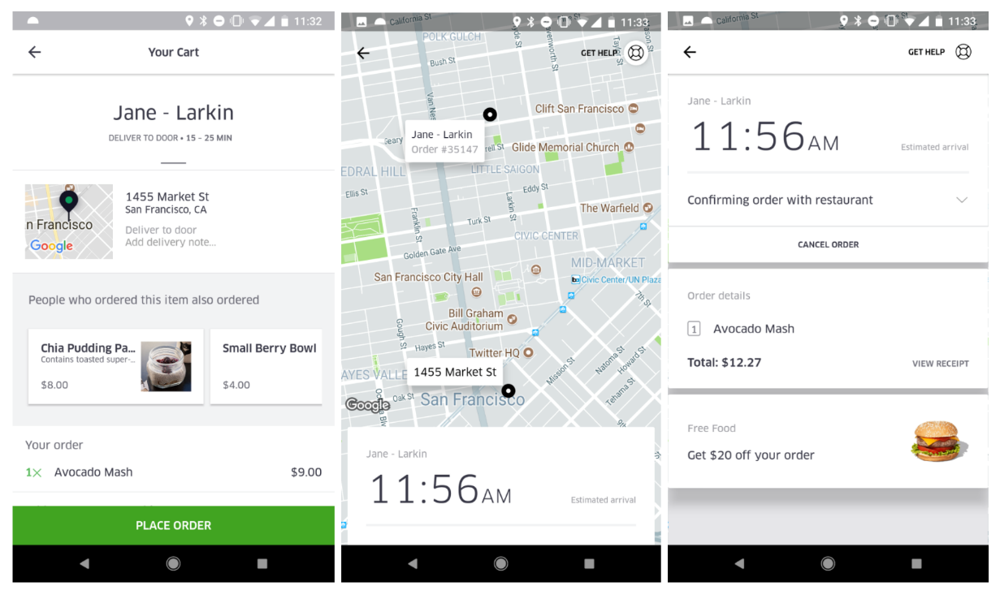 11:32
Your Cart
Jane - Larkin
DELIVER TO DOOR • 15 - 25 MIN
n Francisco
Google
1455 Market St
San Francisco, CA
Deliver to door
Add delivery note...
People who ordered this item also ordered
Chia Pudding Pa...
Contains toasted super-...
$8.00
Small Berry Bowl
$4.00
Your order
1× Avocado Mash $9.00
PLACE ORDER
California St
11:33
POLK GULCH
GET HELP
Bush St
Van Nes
Taylor St
Clift San Francisco
Jane - Larkin
Order #35147
Geary
rell St
Glide Memorial Church
EDRAL HILL
LITTLE SAIGON
Ellis St
Eddy St
Larkin St
The Warfield
Franklin St
Turk St
CIVIC CENTER
Golden Gate Ave
MID-MARKET
San Francisco City Hall
Civic Center/UN Plaza
7th St
Bill Graham
Civic Auditorium
Gough St
Hayes St
Twitter HQ
Natoma St
Howard St
AYES VALLE
1455 Market St
Mission St
Google
Oak St
San Francisco
Tehama St
Jane - Larkin
11:56 AM
Estimated arrival
California St
11:33
GET HELP
Jane - Larkin
11:56 AM
Estimated arrival
Confirming order with restaurant
CANCEL ORDER
Order details
1 Avocado Mash
Total: $12.27
VIEW RECEIPT
Free Food
Get $20 off your order